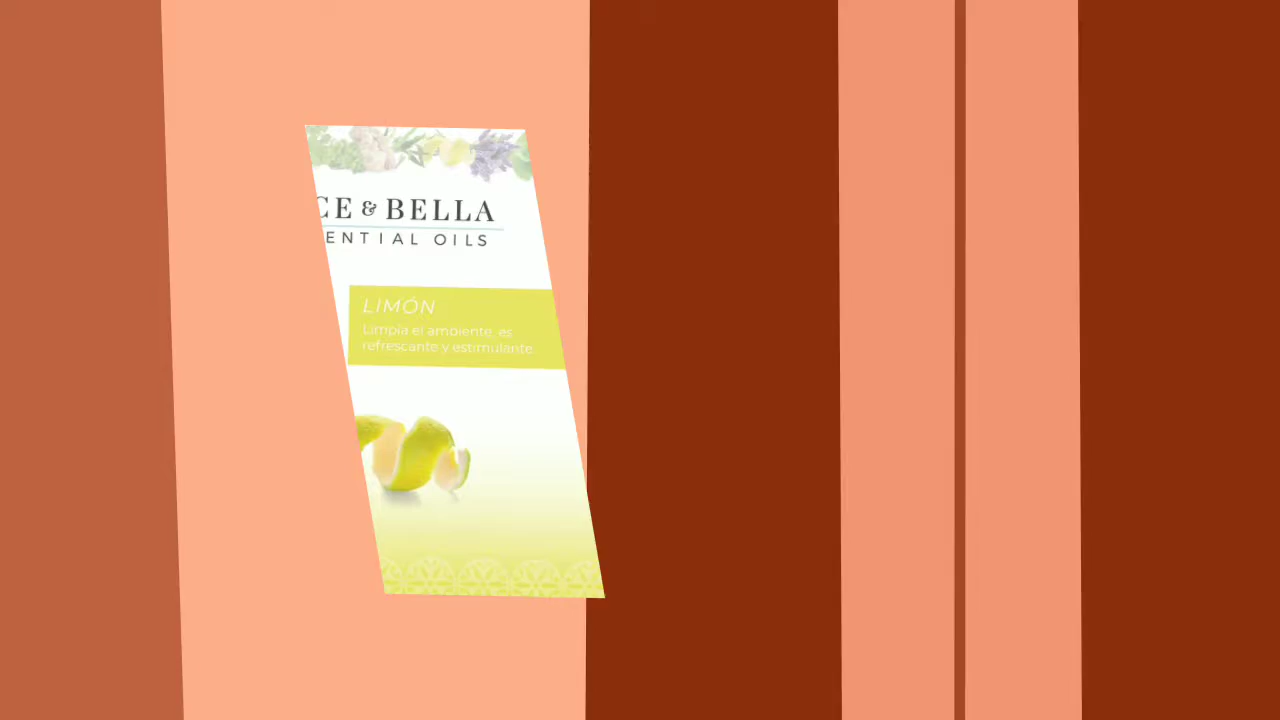 CE & BELLA
ENTIAL OILS
LIMÓN
Limpia el ambiente, es
refrescante y estimulante.